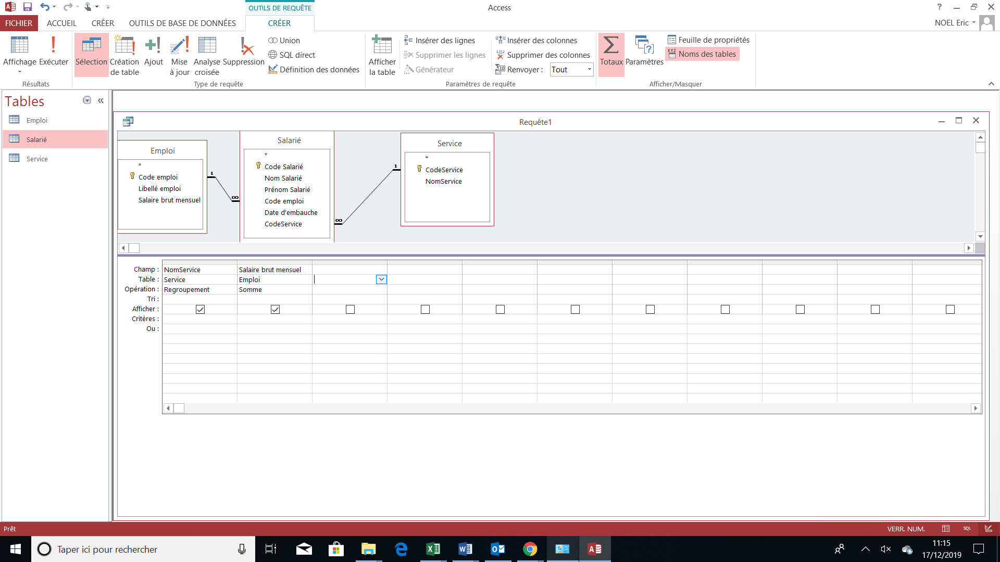 OUTILS DE REQUÊTE
Access
?
FICHIER
ACCUEIL
CRÉER
OUTILS DE BASE DE DONNÉES
CRÉER
NOEL Eric
Affichage
Exécuter
Résultats
Sélection
Création
de table
Ajout
Mise
à jour
Analyse
croisée
Suppression
Union
SQL direct
Définition des données
Type de requête
Afficher
la table
Insérer des lignes
Supprimer les lignes
Générateur
Insérer des colonnes
Supprimer des colonnes
Renvoyer :
Tout
Paramètres de requête
Totaux
Paramètres
Feuille de propriétés
Noms des tables
Afficher/Masquer
Tables
Emploi
Salarié
Service
Requête1
Emploi
*
Code emploi
Libellé emploi
Salaire brut mensuel
1
∞
Salarié
*
Code Salarié
Nom Salarié
Prénom Salarié
Code emploi
Date d'embauche
CodeService
∞
1
Service
*
CodeService
NomService
Champ : NomService Salaire brut mensuel
Table : Service Emploi
Opération : Regroupement Somme
Tri :
Afficher :
Critères :
Ou :
Prêt
VERR. NUM.
SQL
Taper ici pour rechercher
11:15
17/12/2019